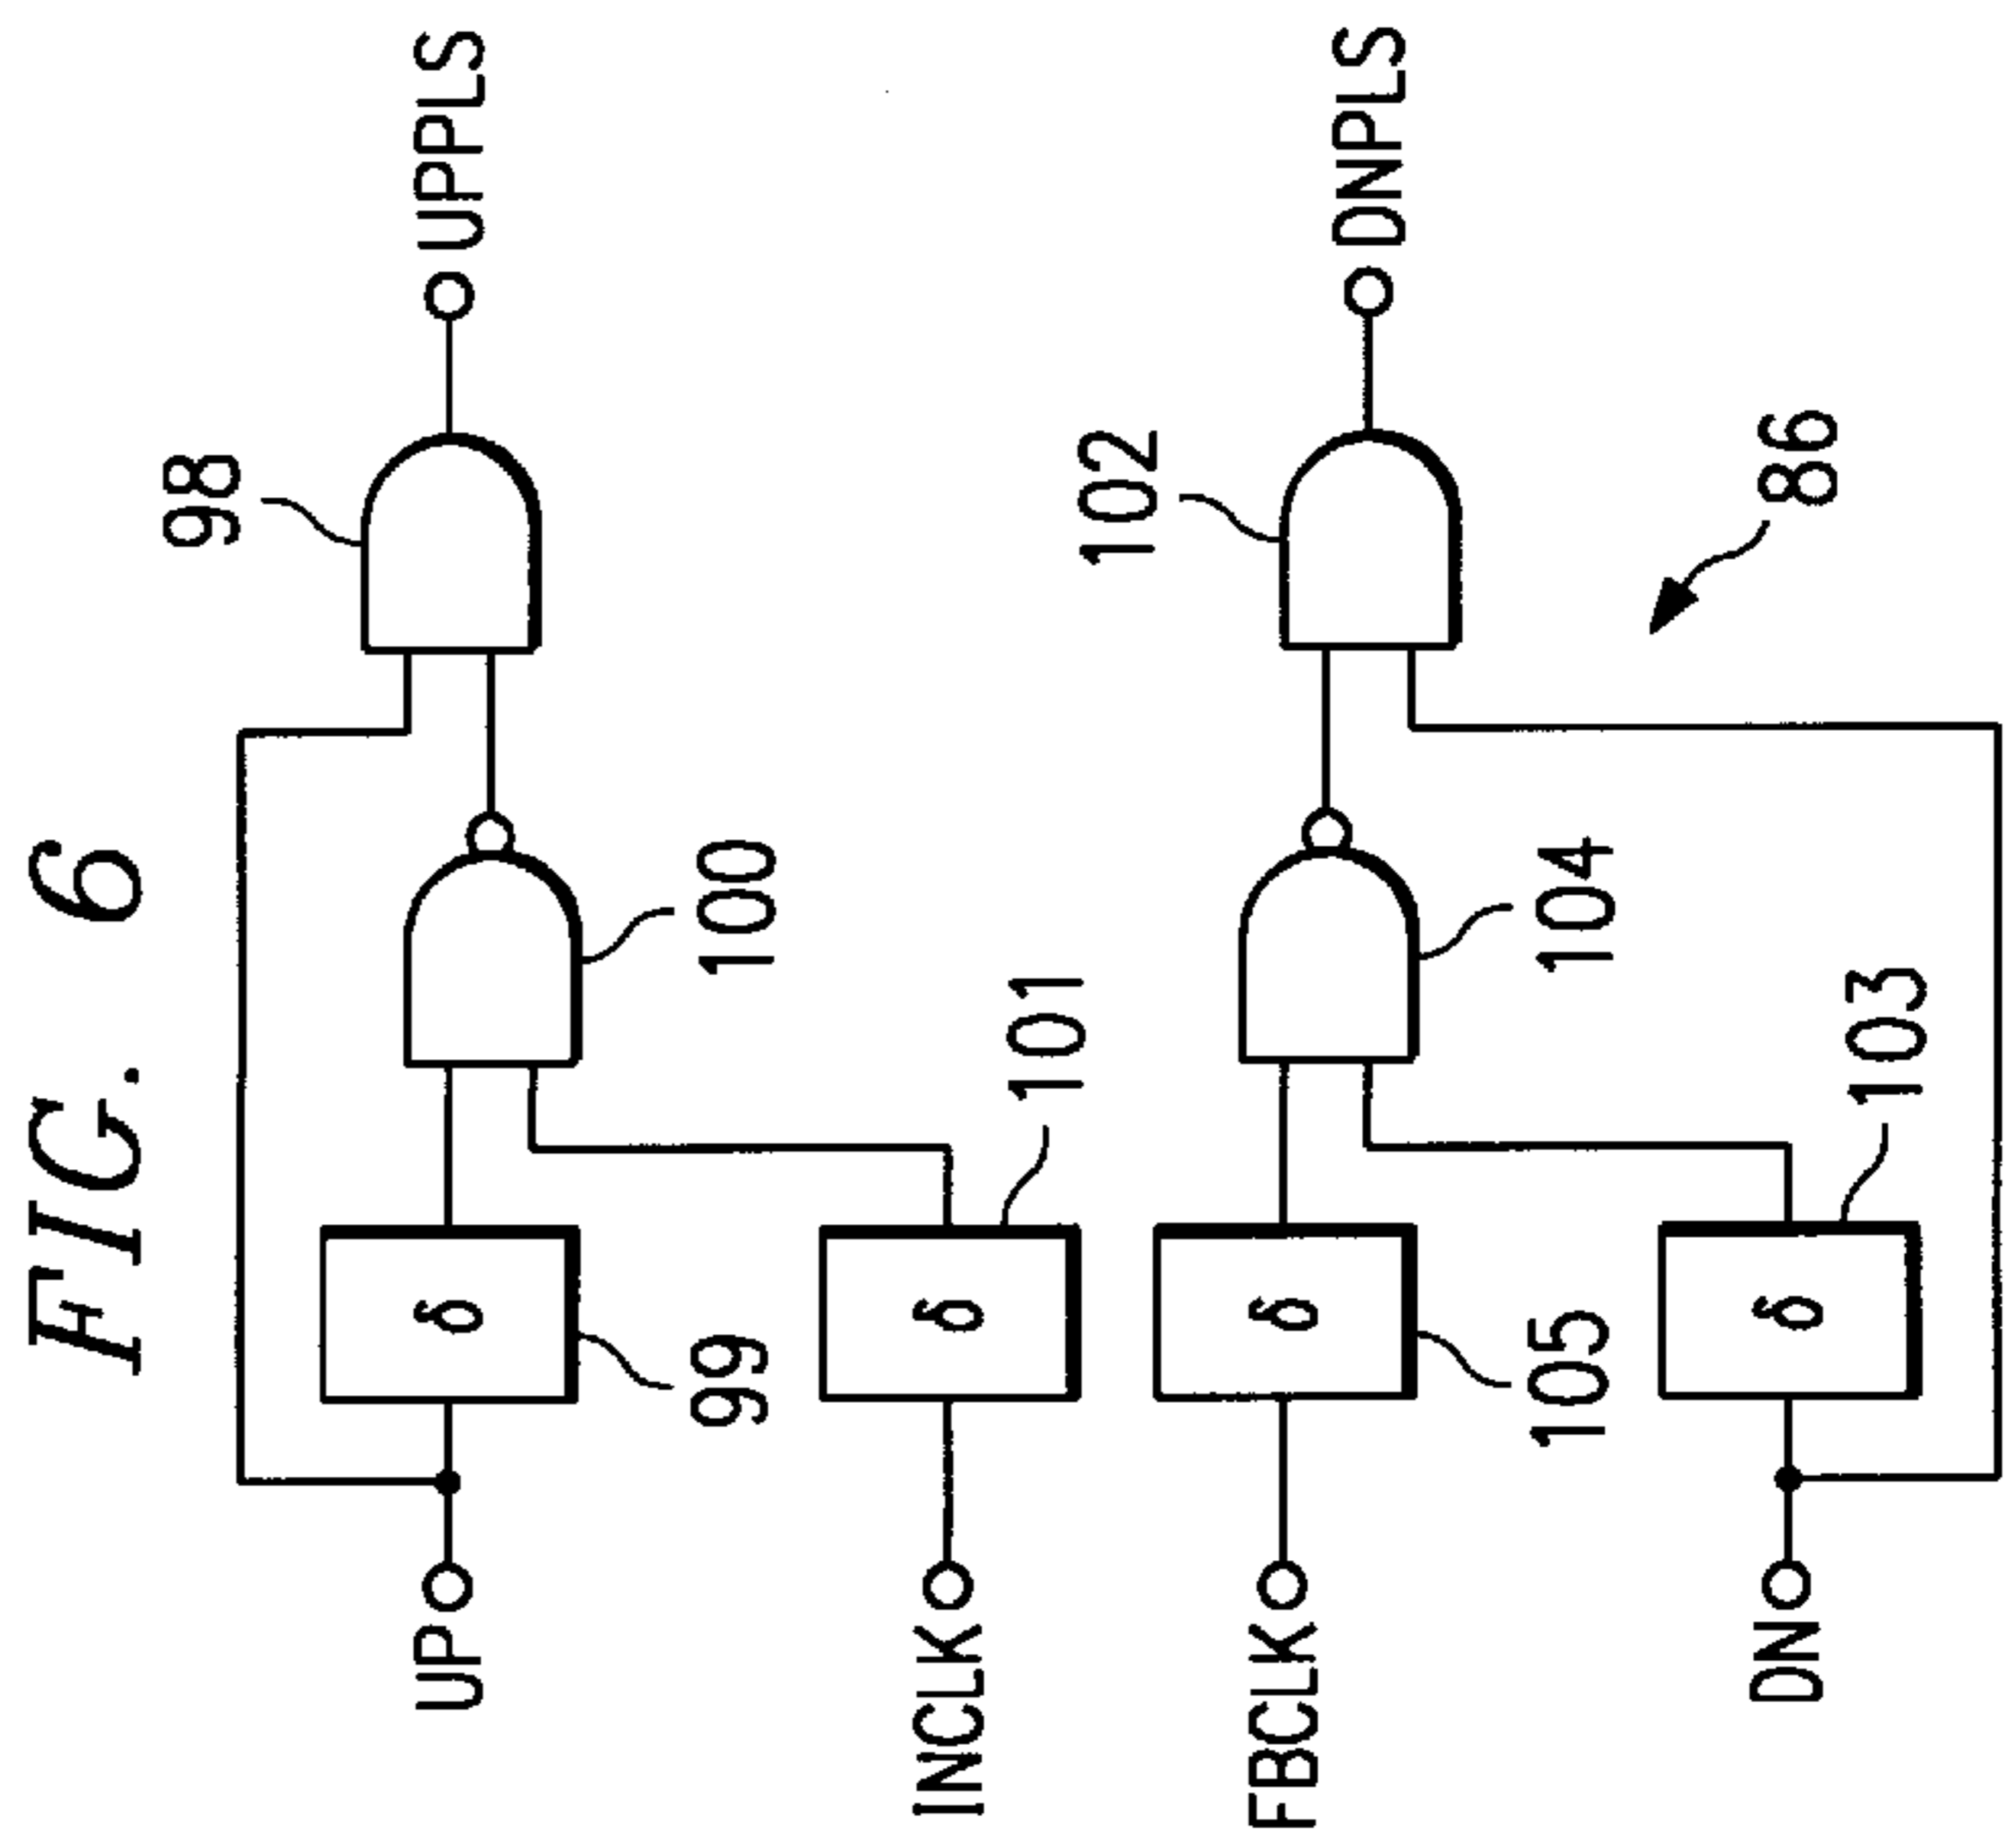 FIG. 6
98
UPPLS
UP
δ
99
100
INCLK
δ
101
102
DNPLS
FBCLK
δ
105
104
DN
δ
103
86